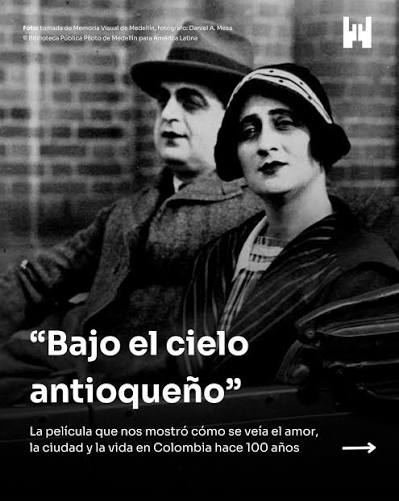 Foto: tomada de Memoria Visual de Medellín, fotógrafo: Daniel A. Mesa
© Biblioteca Pública Piloto de Medellín para América Latina
“Bajo el cielo
antioqueño”
La película que nos mostró cómo se veía el amor,
la ciudad y la vida en Colombia hace 100 años